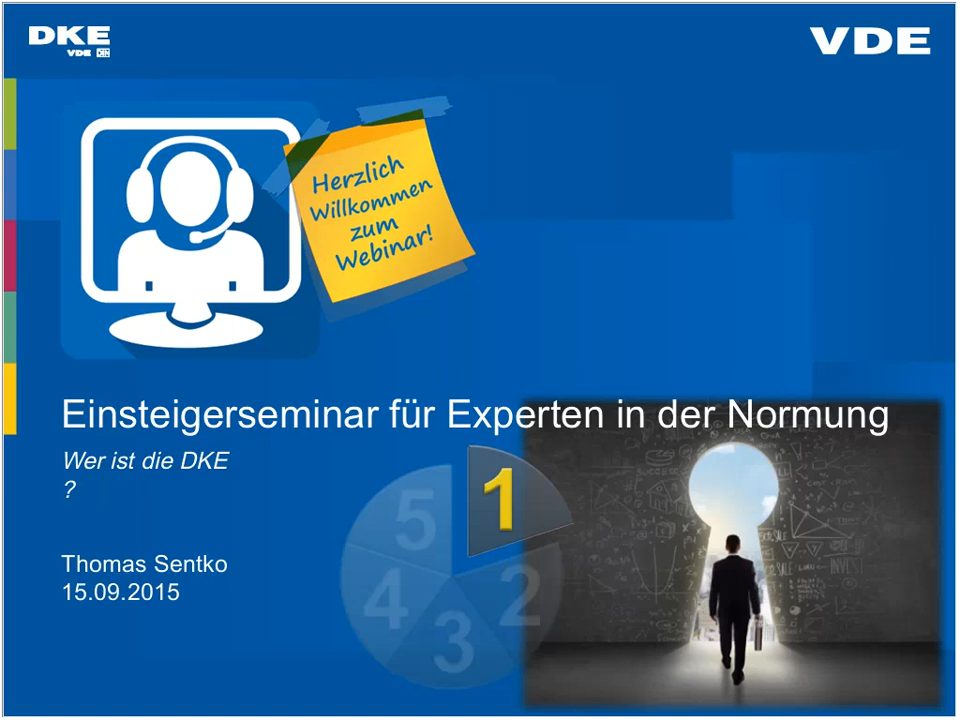 DKE
VDE DIN
VDE
Herzlich
Willkommen
zum
Webinar!
Einsteigerseminar für Experten in der Normung
Wer ist die DKE
?
Thomas Sentko
15.09.2015
1
2
3
4
5